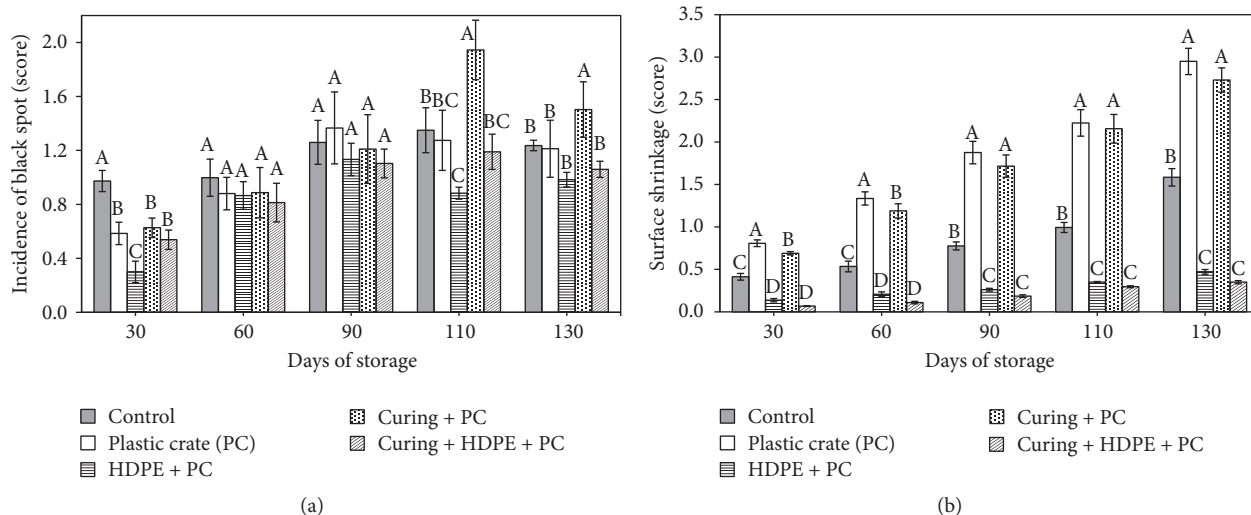 Incidence of black spot (score)
2.0
1.6
1.2
0.8
0.4
0.0
A
B
C
B
B
A
A
A
A
A
A
A
A
A
A
B
BC
C
A
BC
B
B
B
A
B
30 60 90 110 130
Days of storage
Control
Plastic crate (PC)
HDPE + PC
Curing + PC
Curing + HDPE + PC
(a)
Surface shrinkage (score)
3.5
3.0
2.5
2.0
1.5
1.0
0.5
0.0
C
A
D
B
D
C
A
D
B
D
B
A
C
A
C
B
A
C
A
C
B
A
C
A
C
30 60 90 110 130
Days of storage
Control
Plastic crate (PC)
HDPE + PC
Curing + PC
Curing + HDPE + PC
(b)